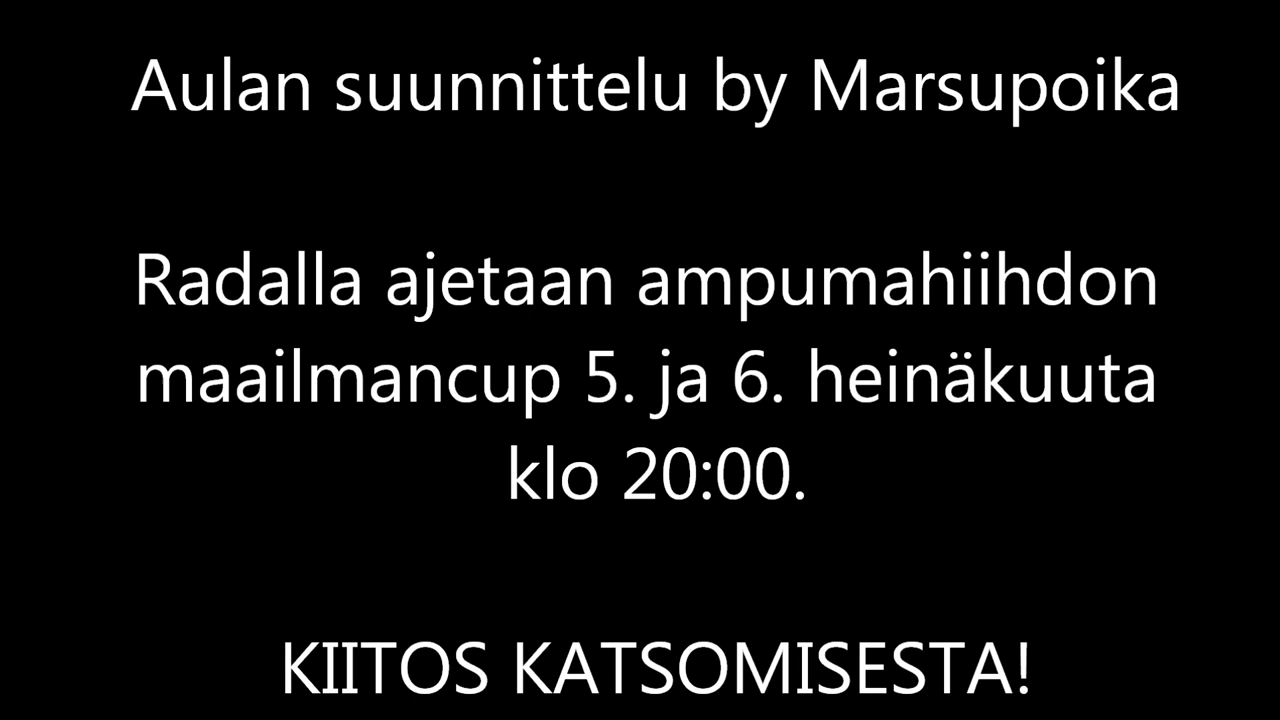 Aulan suunnittelu by Marsupoika
Radalla ajetaan ampumahiihdon
maailmancup 5. ja 6. heinäkuuta
klo 20:00.
KIITOS KATSOMISESTA!